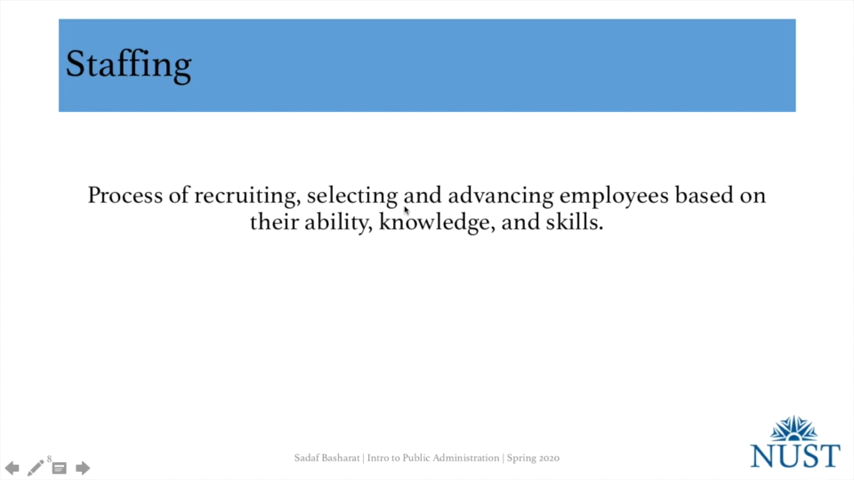 Staffing
Process of recruiting, selecting and advancing employees based on
their ability, knowledge, and skills.
8
Sadaf Basharat | Intro to Public Administration | Spring 2020
NUST